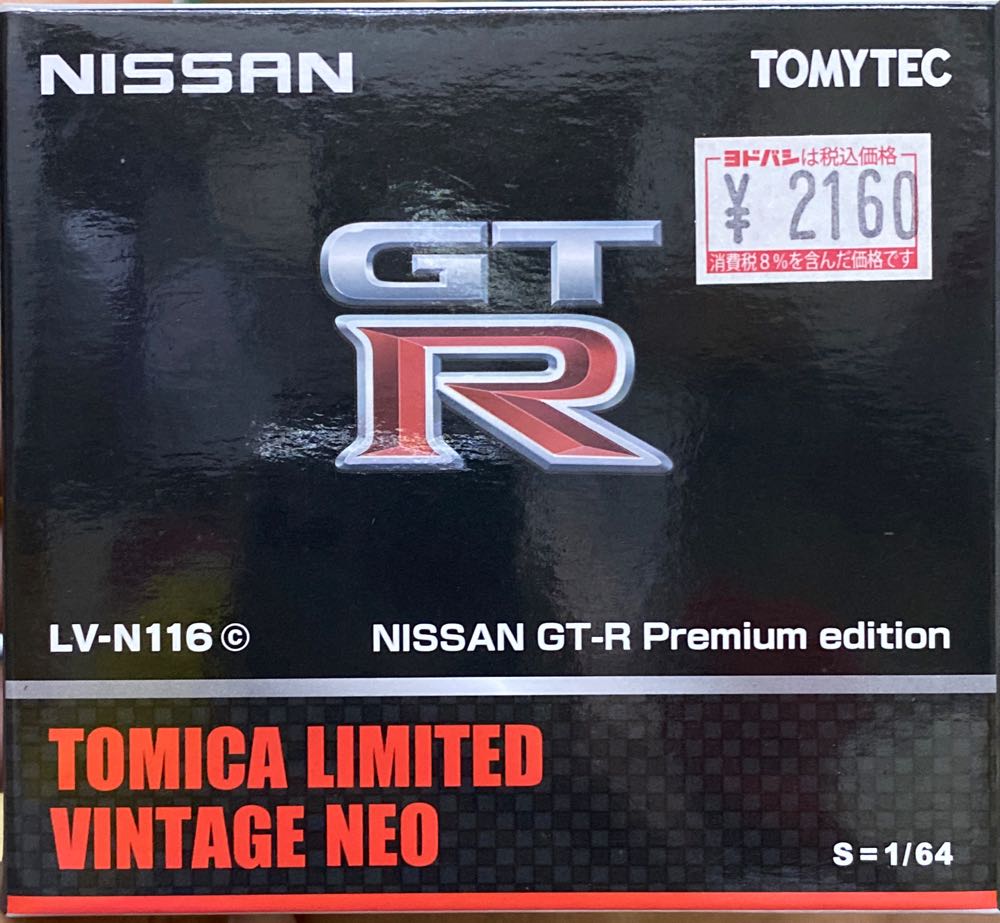 NISSAN
TOMYTEC
ヨドバシは税込価格
¥ 2160
消費税8%を含んだ価格です
GT
R
LV-N116 ©
NISSAN GT-R Premium edition
TOMICA LIMITED
VINTAGE NEO
S=1/64